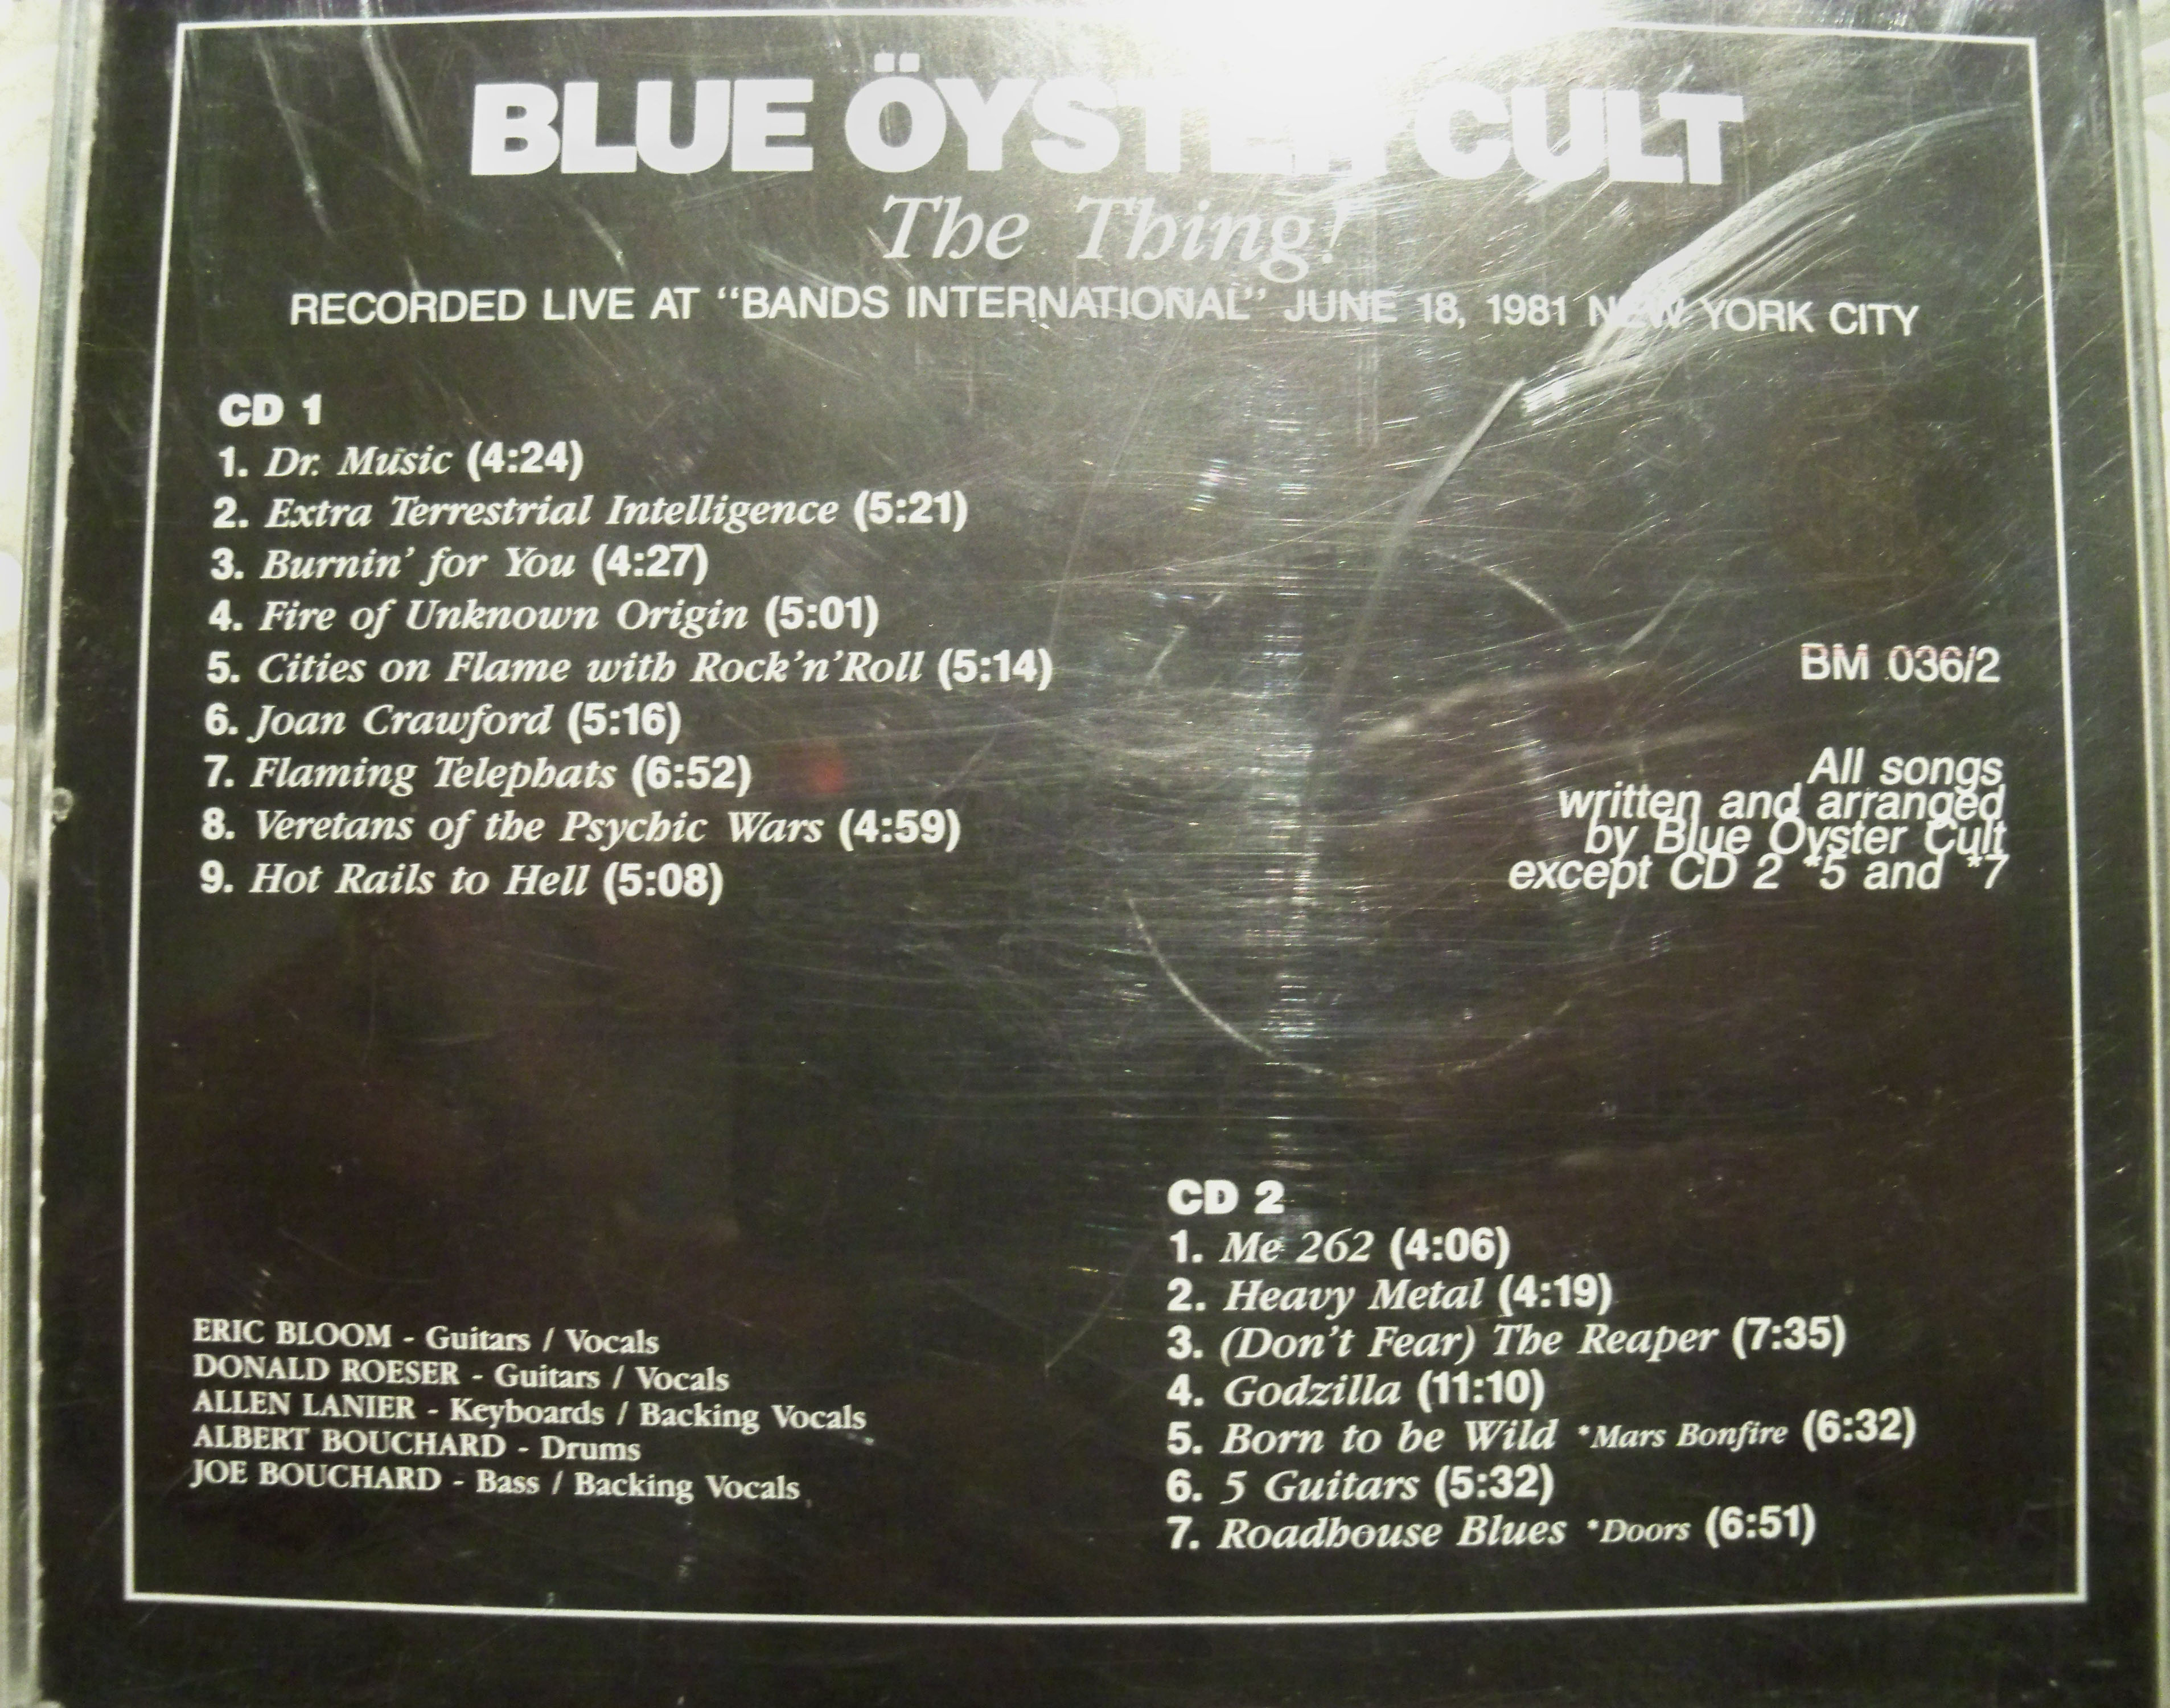 BLUE ÖYSTER CULT
The Thing!
RECORDED LIVE AT “BANDS INTERNATIONAL” JUNE 18, 1981 NEW YORK CITY
CD 1
1. Dr. Music (4:24)
2. Extra Terrestrial Intelligence (5:21)
3. Burnin’ for You (4:27)
4. Fire of Unknown Origin (5:01)
5. Cities on Flame with Rock’n’Roll (5:14)
6. Joan Crawford (5:16)
7. Flaming Telephats (6:52)
8. Veretans of the Psychic Wars (4:59)
9. Hot Rails to Hell (5:08)
BM 036/2
All songs
written and arranged
by Blue Oyster Cult
except CD 2 *5 and *7
CD 2
1. Me 262 (4:06)
2. Heavy Metal (4:19)
3. (Don’t Fear) The Reaper (7:35)
4. Godzilla (11:10)
5. Born to be Wild *Mars Bonfire (6:32)
6. 5 Guitars (5:32)
7. Roadhouse Blues *Doors (6:51)
ERIC BLOOM - Guitars / Vocals
DONALD ROESER - Guitars / Vocals
ALLEN LANIER - Keyboards / Backing Vocals
ALBERT BOUCHARD - Drums
JOE BOUCHARD - Bass / Backing Vocals